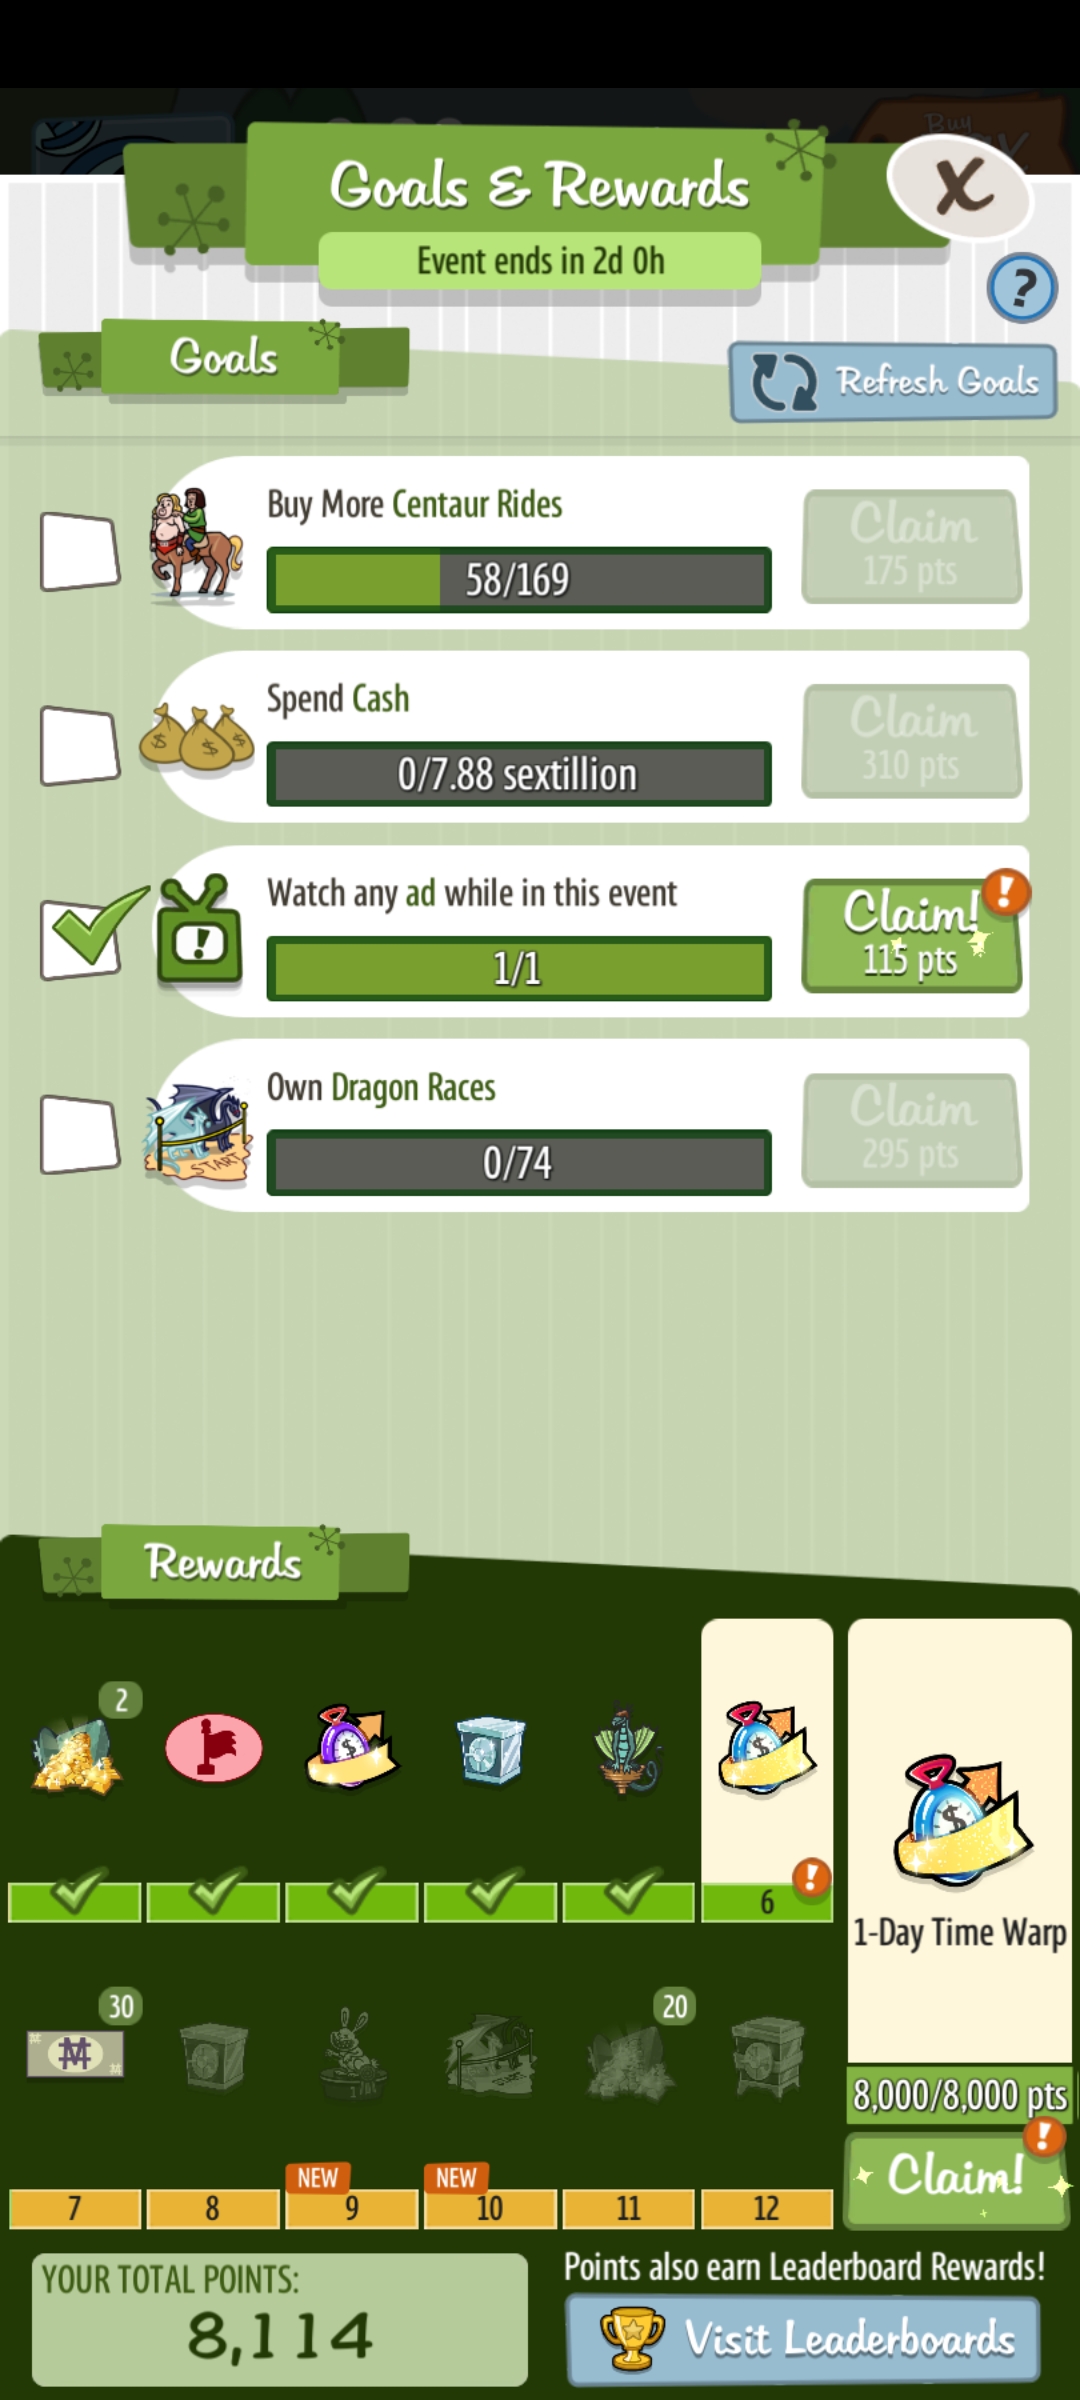 Buy
Goals & Rewards
X
Event ends in 2d 0h
?
Goals
Refresh Goals
Buy More Centaur Rides
58/169
Claim
175 pts
Spend Cash
0/7.88 sextillion
Claim
310 pts
Watch any ad while in this event
1/1
Claim!
115 pts
!
Own Dragon Races
START
0/74
Claim
295 pts
Rewards
2
6
!
1-Day Time Warp
30
20
8,000/8,000 pts
!
Claim!
NEW
NEW
7
8
9
10
11
12
YOUR TOTAL POINTS:
8,114
Points also earn Leaderboard Rewards!
Visit Leaderboards